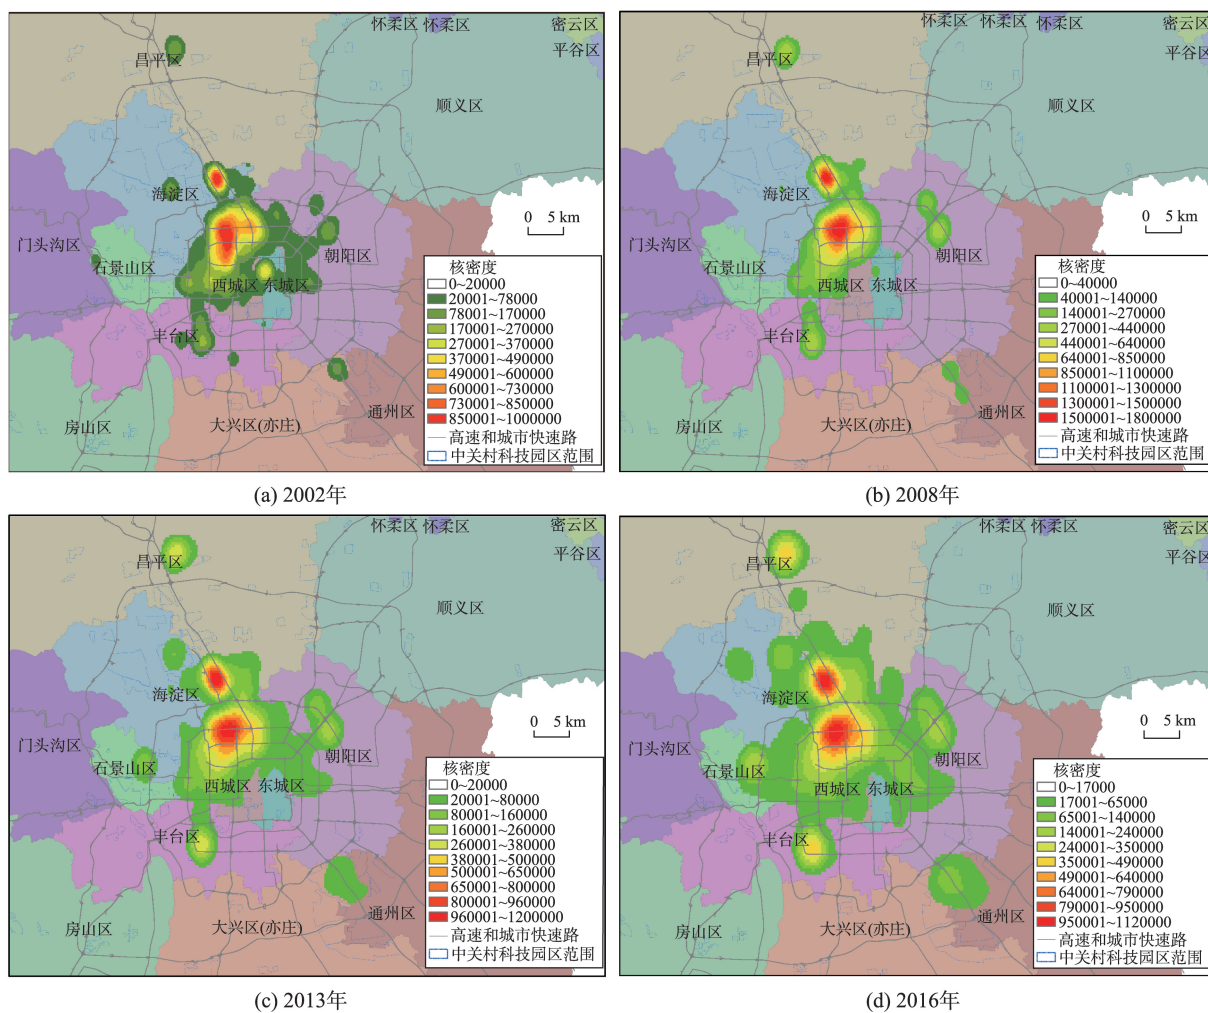 怀柔区 怀柔区
密云区
平谷区
昌平区
顺义区
海淀区
门头沟区
石景山区
朝阳区
西城区 东城区
丰台区
通州区
房山区
大兴区(亦庄)
0 5 km
核密度
0~20000
20001~78000
78001~170000
170001~270000
270001~370000
370001~490000
490001~600000
600001~730000
730001~850000
850001~1000000
高速和城市快速路
中关村科技园区范围
(a) 2002年
怀柔区 怀柔区
密云区
平谷区
昌平区
顺义区
海淀区
门头沟区
石景山区
朝阳区
西城区 东城区
丰台区
通州区
房山区
大兴区(亦庄)
0 5 km
核密度
0~40000
40001~140000
140001~270000
270001~440000
440001~640000
640001~850000
850001~1100000
1100001~1300000
1300001~1500000
1500001~1800000
高速和城市快速路
中关村科技园区范围
(b) 2008年
怀柔区 怀柔区
密云区
平谷区
昌平区
顺义区
海淀区
门头沟区
石景山区
朝阳区
西城区 东城区
丰台区
通州区
房山区
大兴区(亦庄)
0 5 km
核密度
0~20000
20001~80000
80001~160000
160001~260000
260001~380000
380001~500000
500001~650000
650001~800000
800001~960000
960001~1200000
高速和城市快速路
中关村科技园区范围
(c) 2013年
怀柔区 怀柔区
密云区
平谷区
昌平区
顺义区
海淀区
门头沟区
石景山区
朝阳区
西城区 东城区
丰台区
通州区
房山区
大兴区(亦庄)
0 5 km
核密度
0~17000
17001~65000
65001~140000
140001~240000
240001~350000
350001~490000
490001~640000
640001~790000
790001~950000
950001~1120000
高速和城市快速路
中关村科技园区范围
(d) 2016年